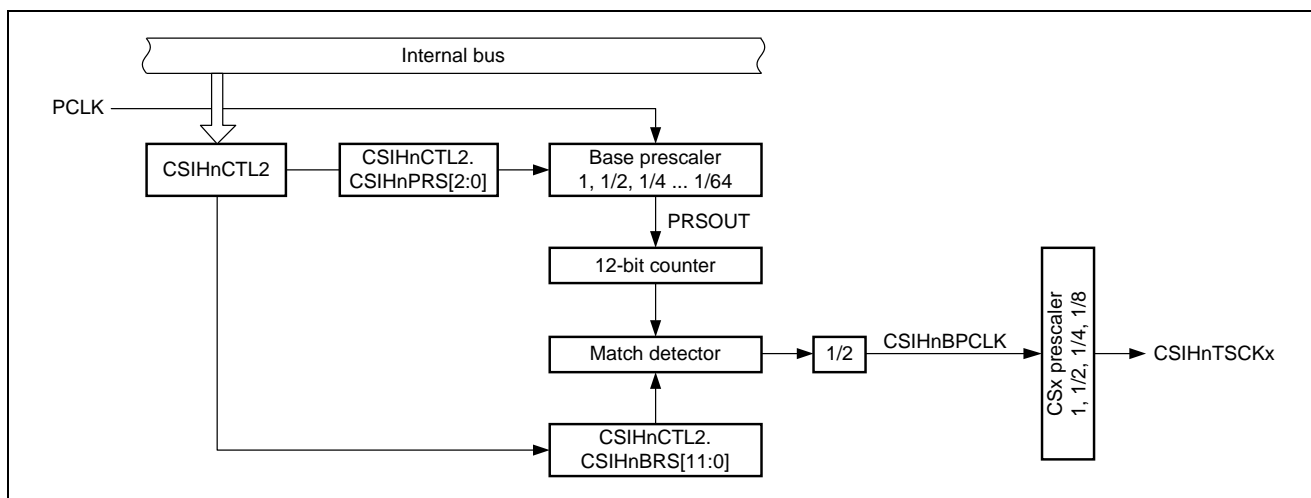 Internal bus
PCLK
CSIHnCTL2
CSIHnCTL2.
CSIHnPRS[2:0]
Base prescaler
1, 1/2, 1/4 ... 1/64
PRSOUT
12-bit counter
Match detector
1/2
CSIHnBPCLK
CSx prescaler
1, 1/2, 1/4, 1/8
CSIHnTSCKx
CSIHnCTL2.
CSIHnBRS[11:0]